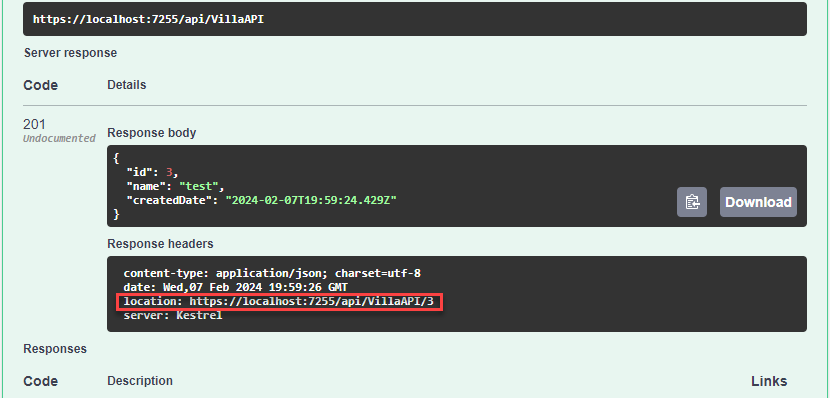 https://localhost:7255/api/VillaAPI
Server response
Code Details
201
Undocumented
Response body
{
  "id": 3,
  "name": "test",
  "createdDate": "2024-02-07T19:59:24.429Z"
}
Download
Response headers
content-type: application/json; charset=utf-8
date: Wed,07 Feb 2024 19:59:26 GMT
location: https://localhost:7255/api/VillaAPI/3
server: Kestrel
Responses
Code Description Links